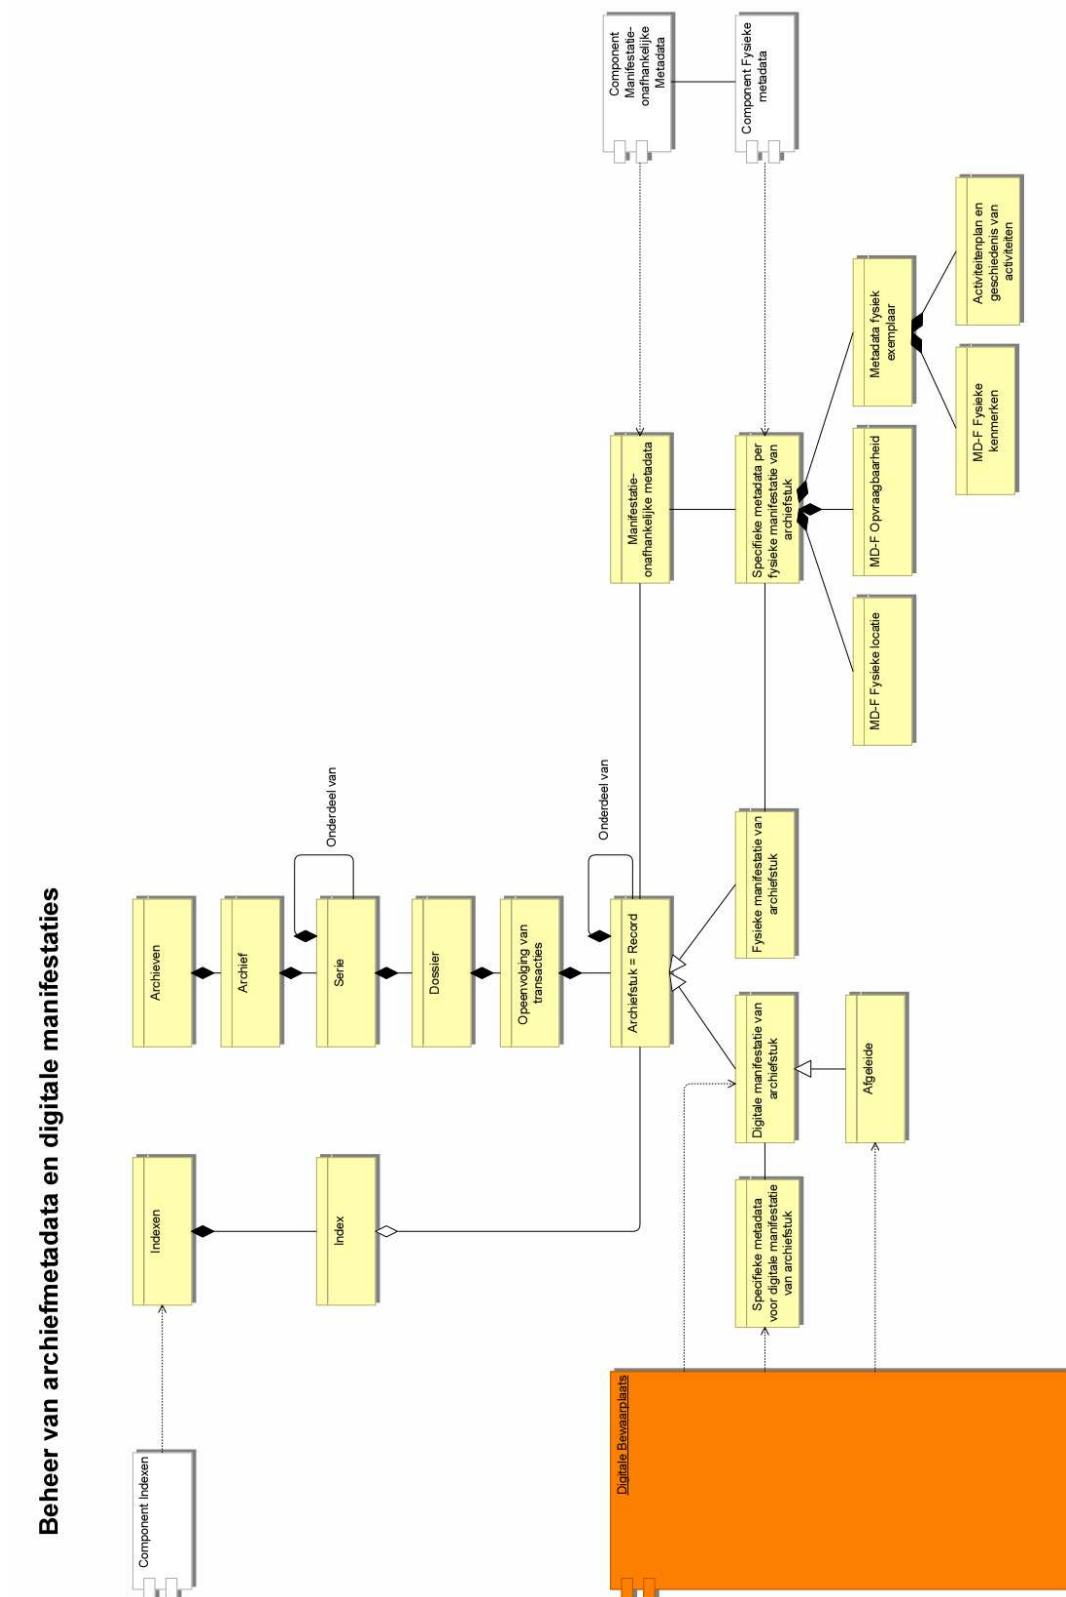 Beheer van archiefmetadata en digitale manifestaties
Component Indexen
Indexen
Archieven
Archief
Index
Serie
Onderdeel van
Dossier
Opeenvolging van
transacties
Digitale Bewaarplaats
Archiefstuk = Record
Onderdeel van
Manifestatie-
onafhankelijke metadata
Component
Manifestatie-
onafhankelijke
Metadata
Specifieke metadata
voor digitale manifestatie
van archiefstuk
Digitale manifestatie van
archiefstuk
Fysieke manifestatie van
archiefstuk
Specifieke metadata per
fysieke manifestatie van
archiefstuk
Component Fysieke
metadata
Afgeleide
MD-F Fysieke locatie
MD-F Opvraagbaarheid
Metadata fysiek
exemplaar
MD-F Fysieke
kenmerken
Activiteitenplan en
geschiedenis van
activiteiten